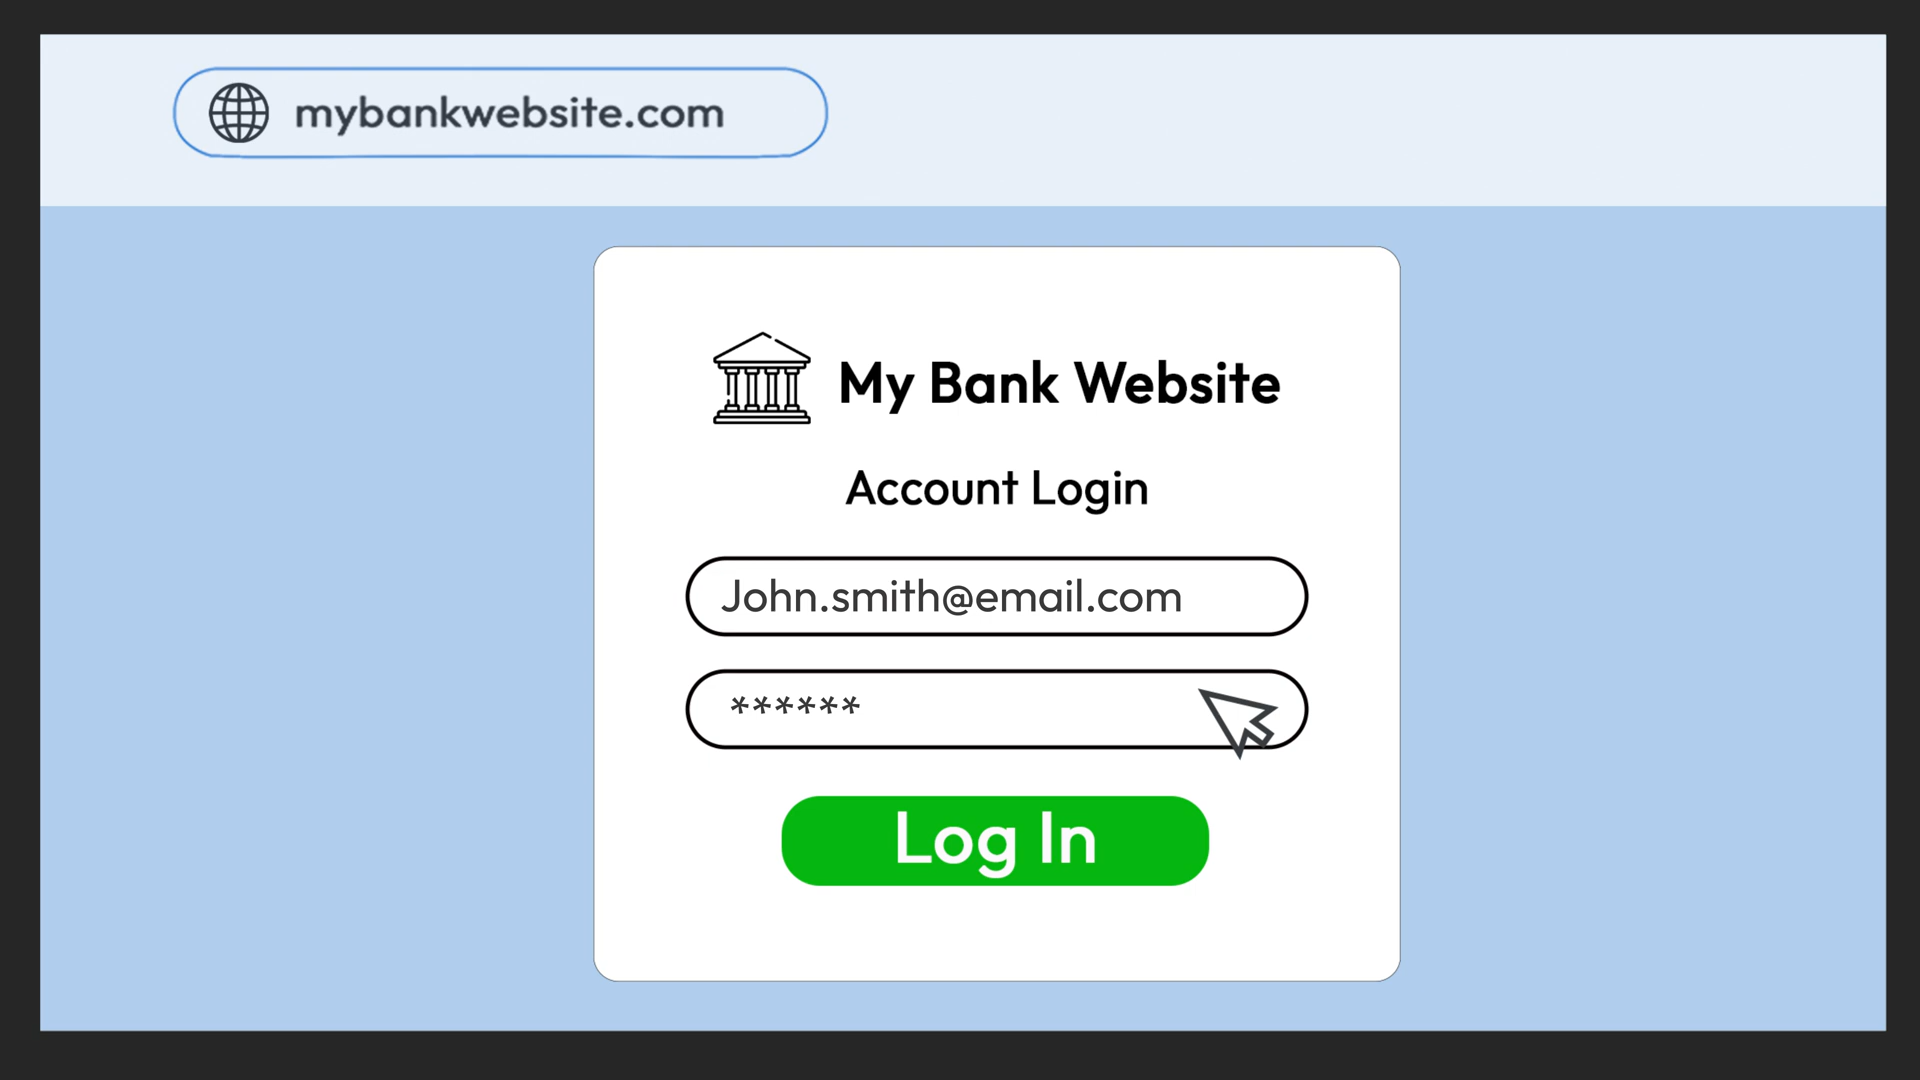 mybankwebsite.com
My Bank Website
Account Login
John.smith@email.com
******
Log In